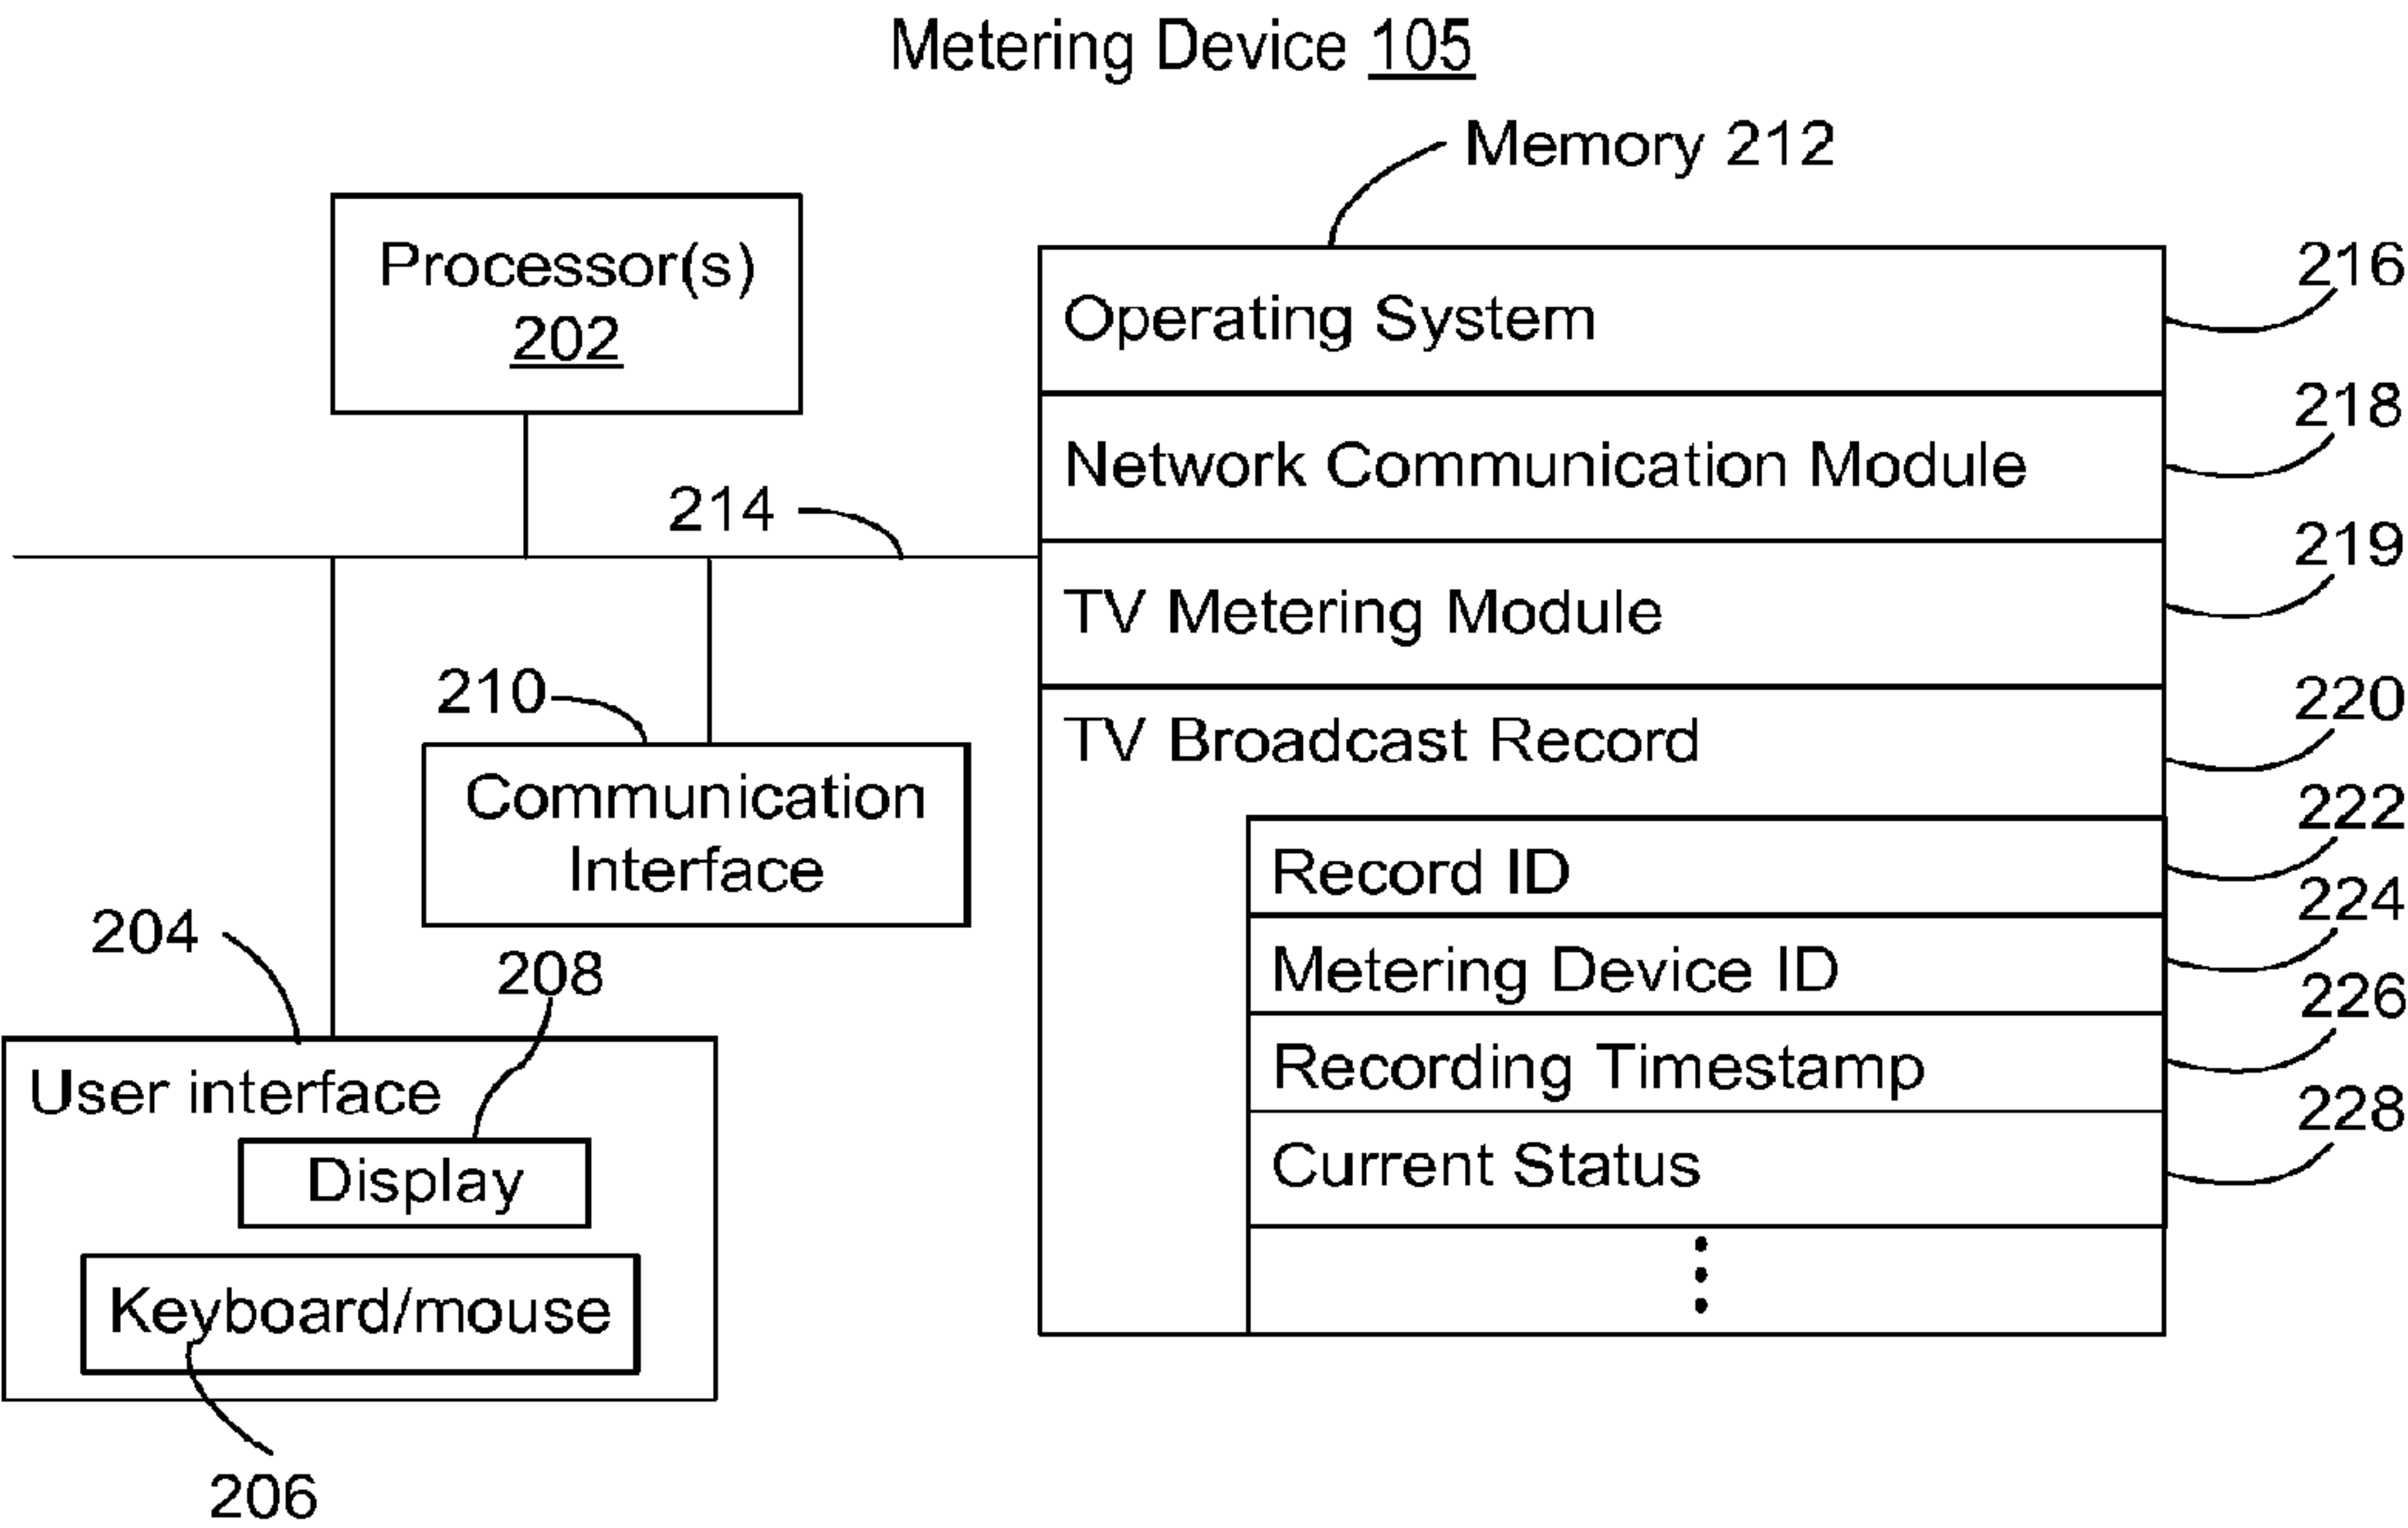 Metering Device 105
Memory 212
Processor(s)
202
216
Operating System
218
Network Communication Module
214
219
TV Metering Module
210
220
TV Broadcast Record
Communication
Interface
222
Record ID
204
208
224
Metering Device ID
226
User interface
Recording Timestamp
228
Display
Current Status
Keyboard/mouse
206